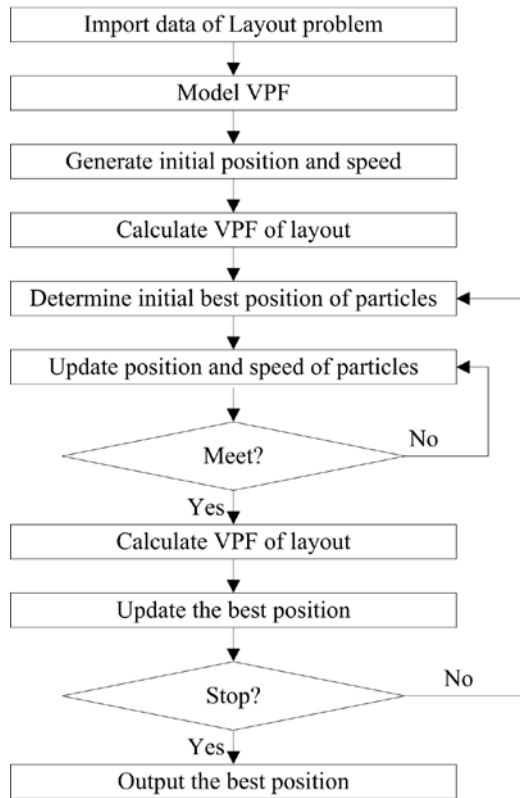 Import data of Layout problem
Model VPF
Generate initial position and speed
Calculate VPF of layout
Determine initial best position of particles
Update position and speed of particles
Meet?
No
Yes
Calculate VPF of layout
Update the best position
Stop?
No
Yes
Output the best position